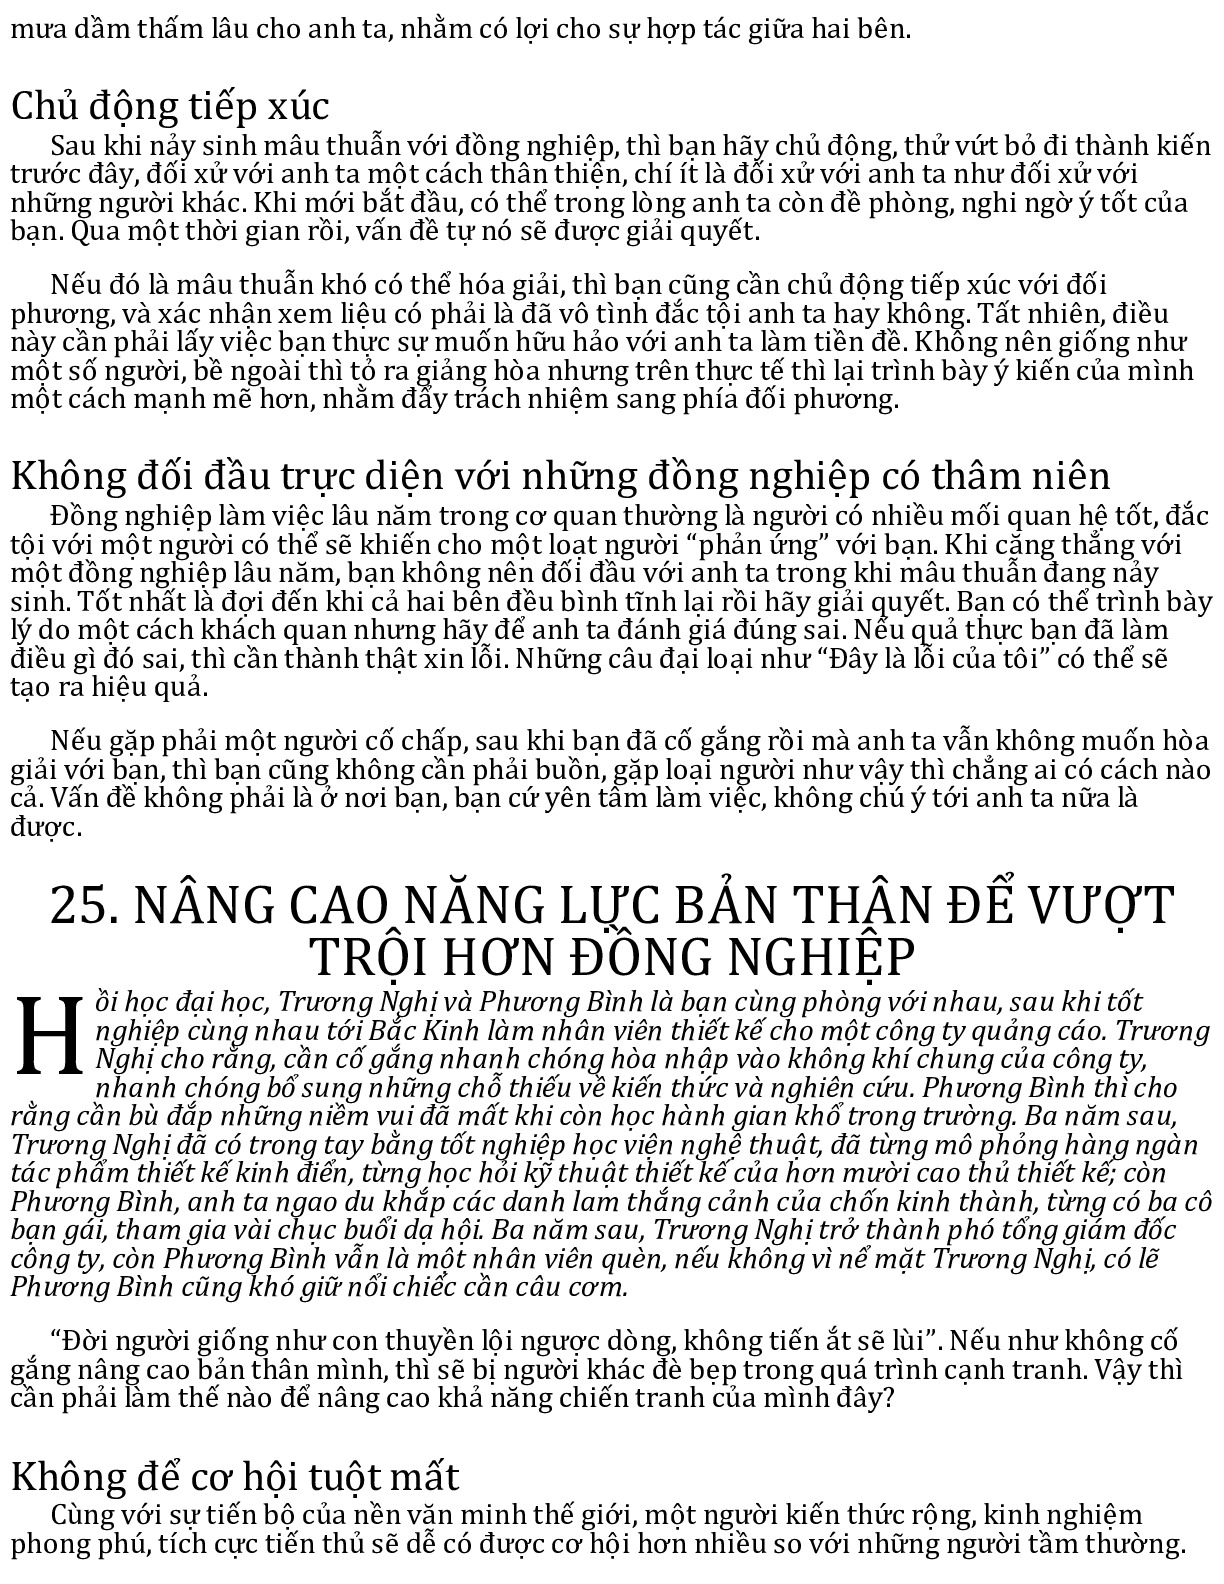 mưa dầm thấm lâu cho anh ta, nhằm có lợi cho sự hợp tác giữa hai bên.
Chủ động tiếp xúc
Sau khi nảy sinh mâu thuẫn với đồng nghiệp, thì bạn hãy chủ động, thử vứt bỏ đi thành kiến
trước đây, đối xử với anh ta một cách thân thiện, chí ít là đối xử với anh ta như đối xử với
những người khác. Khi mới bắt đầu, có thể trong lòng anh ta còn đề phòng, nghi ngờ ý tốt của
bạn. Qua một thời gian rồi, vấn đề tự nó sẽ được giải quyết.
Nếu đó là mâu thuẫn khó có thể hóa giải, thì bạn cũng cần chủ động tiếp xúc với đối
phương, và xác nhận xem liệu có phải là đã vô tình đắc tội anh ta hay không. Tất nhiên, điều
này cần phải lấy việc bạn thực sự muốn hữu hảo với anh ta làm tiền đề. Không nên giống như
một số người, bề ngoài thì tỏ ra giảng hòa nhưng trên thực tế thì lại trình bày ý kiến của mình
một cách mạnh mẽ hơn, nhằm đẩy trách nhiệm sang phía đối phương.
Không đối đầu trực diện với những đồng nghiệp có thâm niên
Đồng nghiệp làm việc lâu năm trong cơ quan thường là người có nhiều mối quan hệ tốt, đắc
tội với một người có thể sẽ khiến cho một loạt người “phản ứng” với bạn. Khi căng thẳng với
một đồng nghiệp lâu năm, bạn không nên đối đầu với anh ta trong khi mâu thuẫn đang nảy
sinh. Tốt nhất là đợi đến khi cả hai bên đều bình tĩnh lại rồi hãy giải quyết. Bạn có thể trình bày
lý do một cách khách quan nhưng hãy để anh ta đánh giá đúng sai. Nếu quả thực bạn đã làm
điều gì đó sai, thì cần thành thật xin lỗi. Những câu đại loại như “Đây là lỗi của tôi” có thể sẽ
tạo ra hiệu quả.
Nếu gặp phải một người cố chấp, sau khi bạn đã cố gắng rồi mà anh ta vẫn không muốn hòa
giải với bạn, thì bạn cũng không cần phải buồn, gặp loại người như vậy thì chẳng ai có cách nào
cả. Vấn đề không phải là ở nơi bạn, bạn cứ yên tâm làm việc, không chú ý tới anh ta nữa là
được.
25. NÂNG CAO NĂNG LỰC BẢN THÂN ĐỂ VƯỢT
TRỘI HƠN ĐỒNG NGHIỆP
Hồi học đại học, Trương Nghị và Phương Bình là bạn cùng phòng với nhau, sau khi tốt
nghiệp cùng nhau tới Bắc Kinh làm nhân viên thiết kế cho một công ty quảng cáo. Trương
Nghị cho rằng, cần cố gắng nhanh chóng hòa nhập vào không khí chung của công ty,
nhanh chóng bổ sung những chỗ thiếu về kiến thức và nghiên cứu. Phương Bình thì cho
rằng cần bù đắp những niềm vui đã mất khi còn học hành gian khổ trong trường. Ba năm sau,
Trương Nghị đã có trong tay bằng tốt nghiệp học viện nghệ thuật, đã từng mô phỏng hàng ngàn
tác phẩm thiết kế kinh điển, từng học hỏi kỹ thuật thiết kế của hơn mười cao thủ thiết kế; còn
Phương Bình, anh ta ngao du khắp các danh lam thắng cảnh của chốn kinh thành, từng có ba cô
bạn gái, tham gia vài chục buổi dạ hội. Ba năm sau, Trương Nghị trở thành phó tổng giám đốc
công ty, còn Phương Bình vẫn là một nhân viên quèn, nếu không vì nể mặt Trương Nghị, có lẽ
Phương Bình cũng khó giữ nổi chiếc cần câu cơm.
“Đời người giống như con thuyền lội ngược dòng, không tiến ắt sẽ lùi”. Nếu như không cố
gắng nâng cao bản thân mình, thì sẽ bị người khác đè bẹp trong quá trình cạnh tranh. Vậy thì
cần phải làm thế nào để nâng cao khả năng chiến tranh của mình đây?
Không để cơ hội tuột mất
Cùng với sự tiến bộ của nền văn minh thế giới, một người kiến thức rộng, kinh nghiệm
phong phú, tích cực tiến thủ sẽ dễ có được cơ hội hơn nhiều so với những người tầm thường.